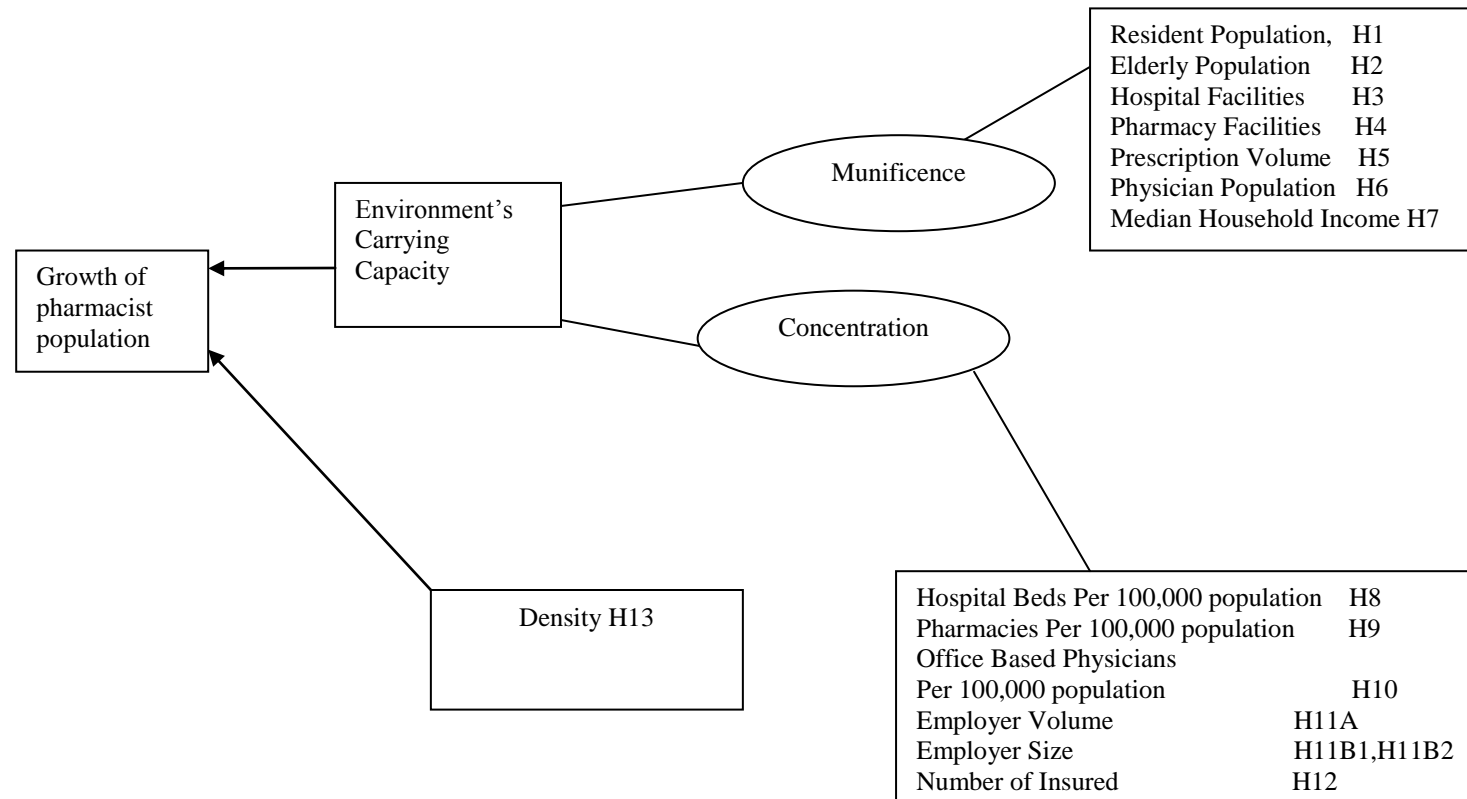 Resident Population, H1
Elderly Population H2
Hospital Facilities H3
Pharmacy Facilities H4
Prescription Volume H5
Physician Population H6
Median Household Income H7
Munificence
Environment's
Carrying
Capacity
Growth of
pharmacist
population
Concentration
Density H13
Hospital Beds Per 100,000 population H8
Pharmacies Per 100,000 population H9
Office Based Physicians
Per 100,000 population H10
Employer Volume H11A
Employer Size H11B1,H11B2
Number of Insured H12